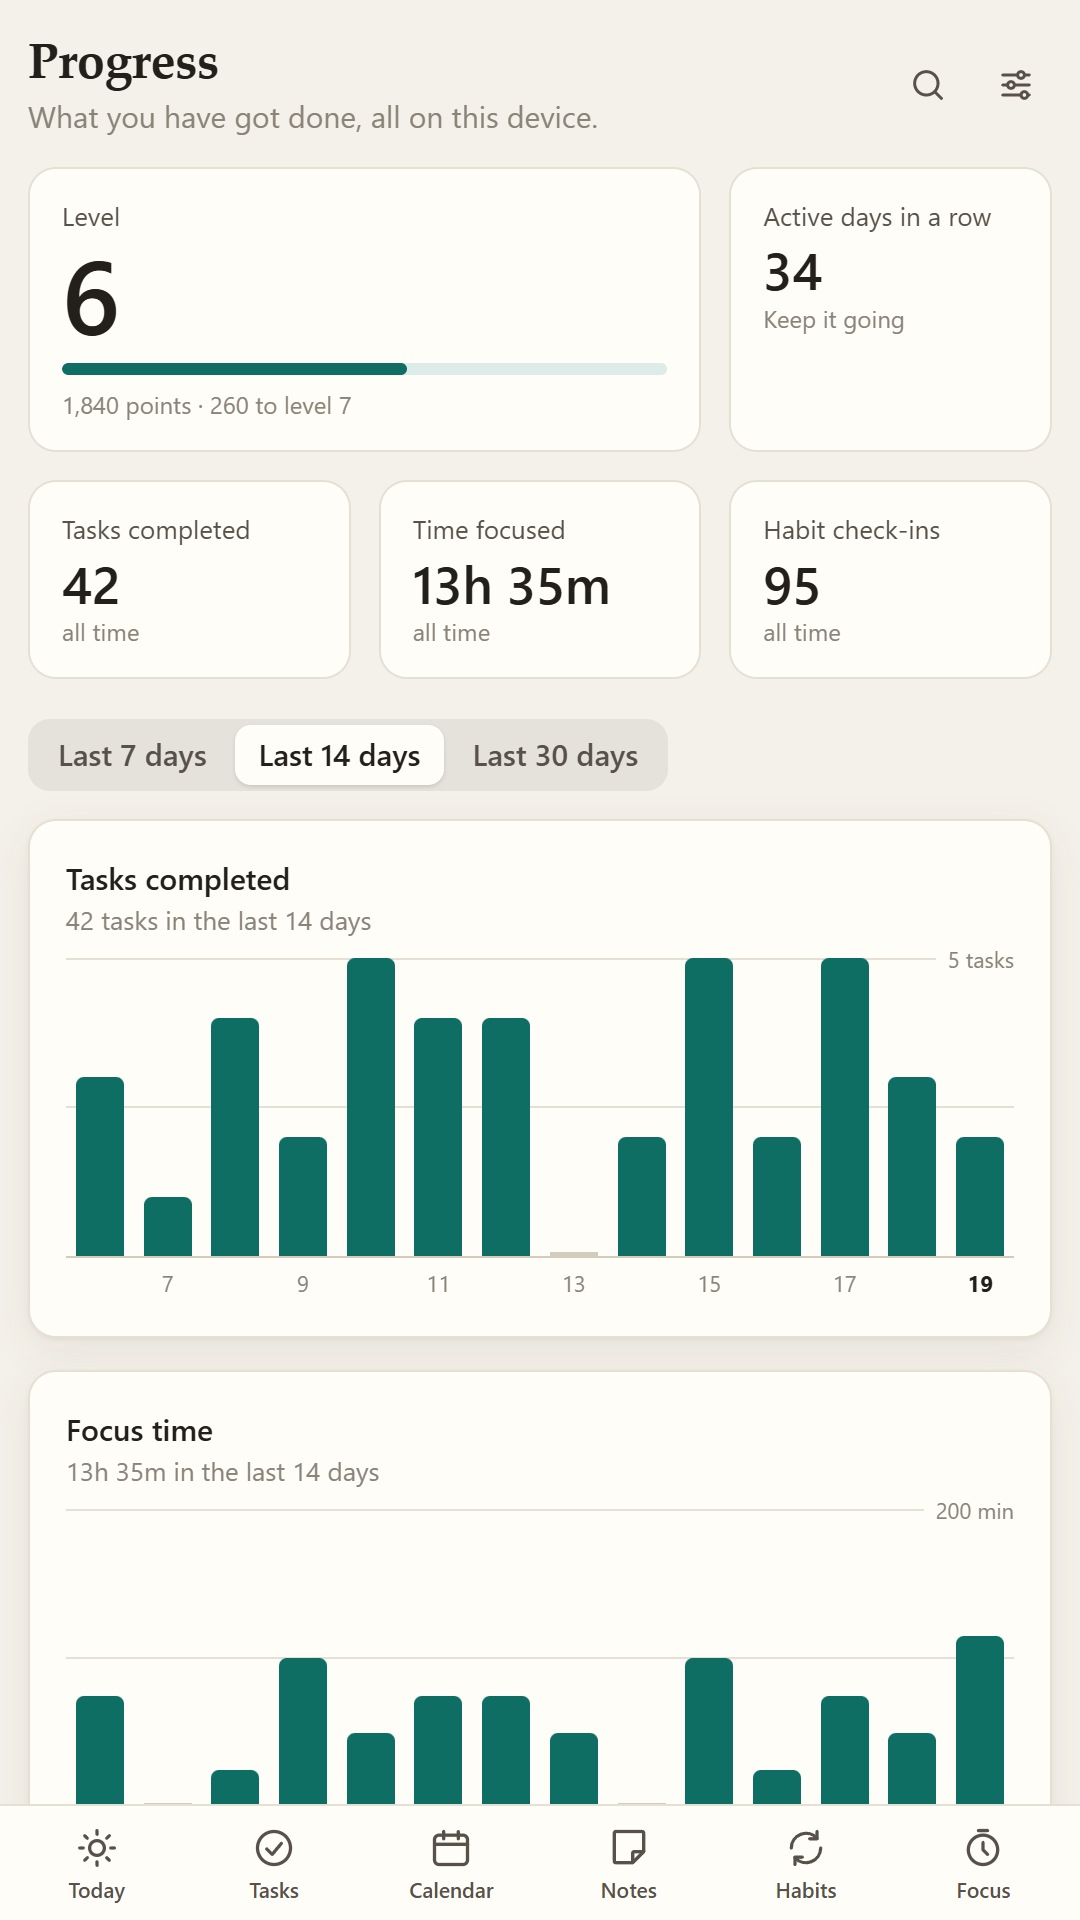 Progress
What you have got done, all on this device.
Level
6
1,840 points · 260 to level 7
Active days in a row
34
Keep it going
Tasks completed
42
all time
Time focused
13h 35m
all time
Habit check-ins
95
all time
Last 7 days
Last 14 days
Last 30 days
Tasks completed
42 tasks in the last 14 days
5 tasks
7 9 11 13 15 17 19
Focus time
13h 35m in the last 14 days
200 min
Today
Tasks
Calendar
Notes
Habits
Focus